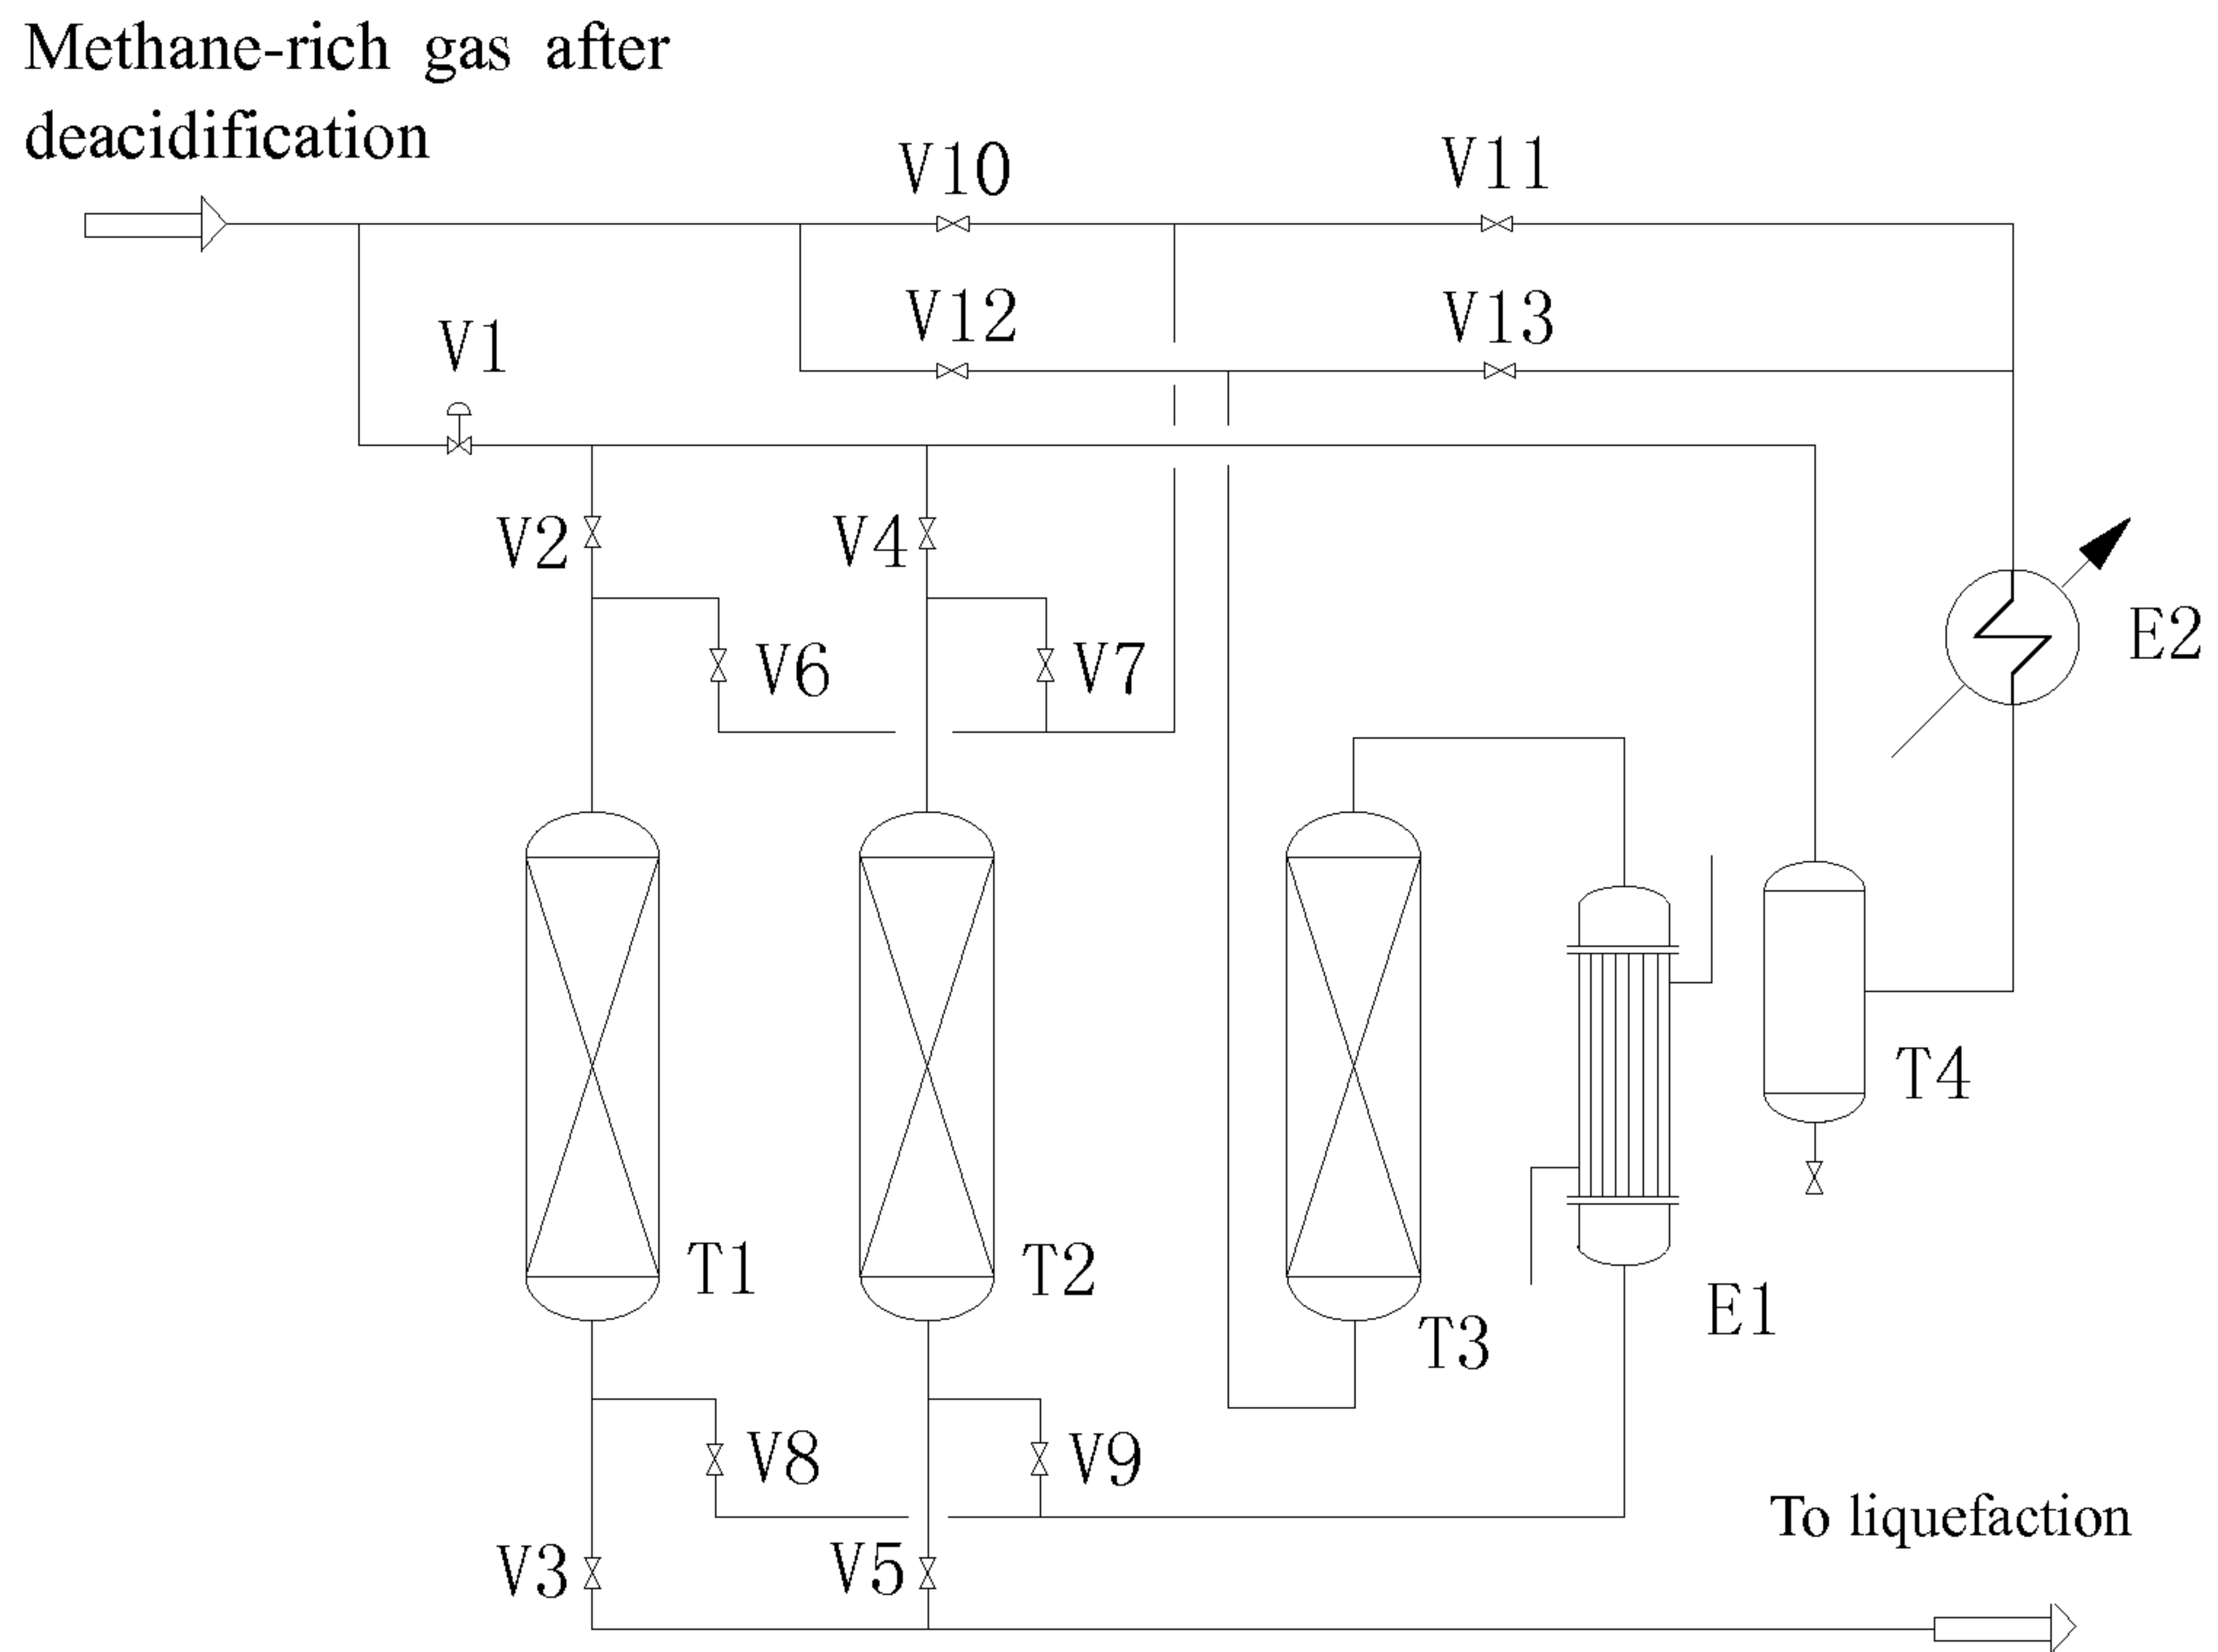 Methane-rich gas after
deacidification
V10
V11
V12
V13
V1
V2
V4
V6
V7
E2
T4
T1
T2
E1
T3
V8
V9
To liquefaction
V3
V5